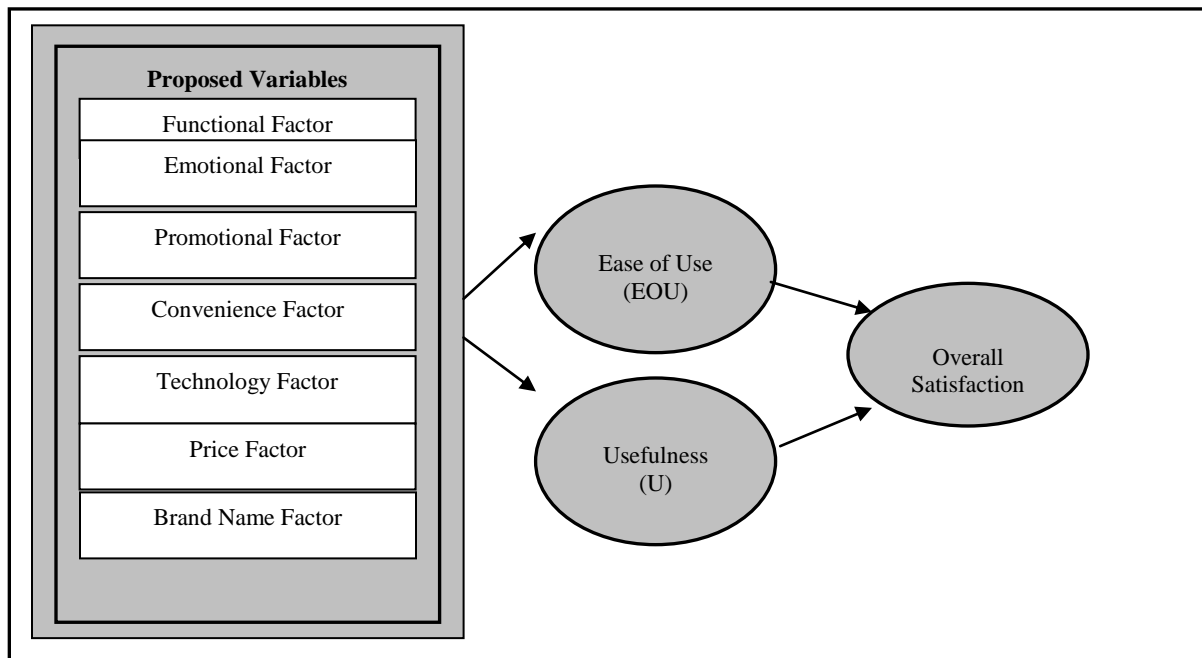 Proposed Variables
Functional Factor
Emotional Factor
Promotional Factor
Convenience Factor
Technology Factor
Price Factor
Brand Name Factor
Ease of Use
(EOU)
Usefulness
(U)
Overall
Satisfaction